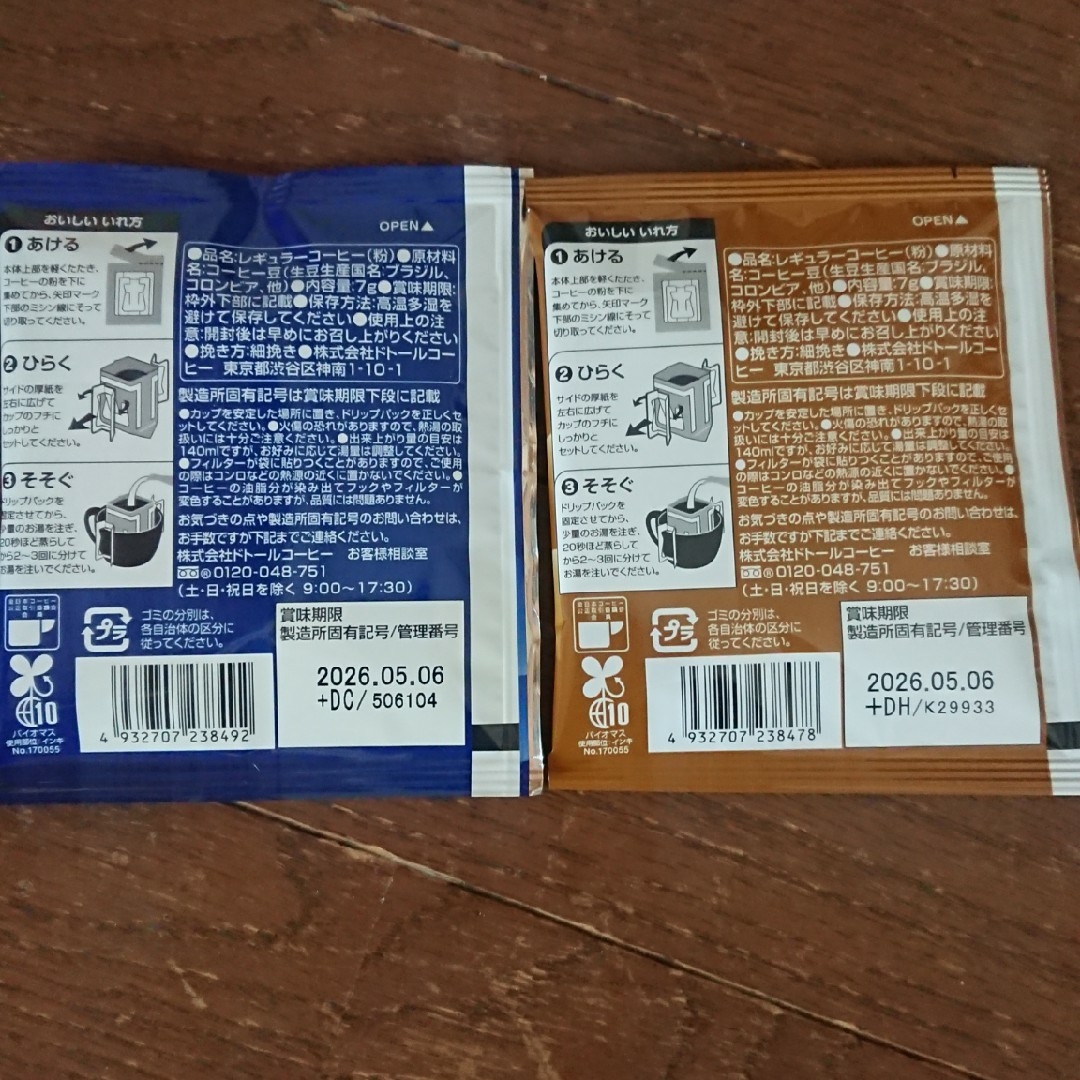 おいしい いれ方
OPEN▲
❶あける
本体上部を軽くたたき、
コーヒーの粉を下に
集めてから、矢印マーク
下部のミシン線にそって
切り取ってください。
❷ひらく
サイドの厚紙を
左右に広げて
カップのフチに
しっかりと
セットしてください。
❸そそぐ
ドリップパックを
固定させてから、
少量のお湯を注ぎ、
20秒ほど蒸らして
から2~3回に分けて
お湯を注いでください。
●品名:レギュラーコーヒー(粉)●原材料
名:コーヒー豆(生豆生産国名:ブラジル、
コロンビア、他)●内容量:7g●賞味期限:
枠外下部に記載●保存方法:高温多湿を
避けて保存してください●使用上の注
意:開封後は早めにお召し上がりください
●挽き方:細挽き●株式会社ドトールコー
ヒー 東京都渋谷区神南1-10-1
製造所固有記号は賞味期限下段に記載
●カップを安定した場所に置き、ドリップパックを正しくセ
ットしてください。●火傷の恐れがありますので、熱湯の取
扱いには十分ご注意ください。●出来上がり量の目安は
140mlですが、お好みに応じて湯量は調整してください。
●フィルターが袋に貼りつくことがありますので、ご使用
の際はコンロなどの熱源の近くに置かないでください。●
コーヒーの油脂分が染み出てフックやフィルターが
変色することがありますが、品質には問題ありません。
お気づきの点や製造所固有記号のお問い合わせは、
お手数ですが下記までご連絡ください。
株式会社ドトールコーヒー お客様相談室
®0120-048-751
(土・日・祝日を除く 9:00~17:30)
プラ
ゴミの分別は、
各自治体の区分に
従ってください。
10
バイオマス
使用部位:インキ
No.170055
4 932707 238492
賞味期限
製造所固有記号/管理番号
2026.05.06
+DC/506104
おいしい いれ方
OPEN▲
❶あける
本体上部を軽くたたき、
コーヒーの粉を下に
集めてから、矢印マーク
下部のミシン線にそって
切り取ってください。
❷ひらく
サイドの厚紙を
左右に広げて
カップのフチに
しっかりと
セットしてください。
❸そそぐ
ドリップパックを
固定させてから、
少量のお湯を注ぎ、
20秒ほど蒸らして
から2~3回に分けて
お湯を注いでください。
●品名:レギュラーコーヒー(粉)●原材料
名:コーヒー豆(生豆生産国名:ブラジル、
コロンビア、他)●内容量:7g●賞味期限:
枠外下部に記載●保存方法:高温多湿を
避けて保存してください●使用上の注
意:開封後は早めにお召し上がりください
●挽き方:細挽き●株式会社ドトールコー
ヒー 東京都渋谷区神南1-10-1
製造所固有記号は賞味期限下段に記載
●カップを安定した場所に置き、ドリップパックを正しくセ
ットしてください。●火傷の恐れがありますので、熱湯の取
扱いには十分ご注意ください。●出来上がり量の目安は
140mlですが、お好みに応じて湯量は調整してください。
●フィルターが袋に貼りつくことがありますので、ご使用
の際はコンロなどの熱源の近くに置かないでください。●
コーヒーの油脂分が染み出てフックやフィルターが
変色することがありますが、品質には問題ありません。
お気づきの点や製造所固有記号のお問い合わせは、
お手数ですが下記までご連絡ください。
株式会社ドトールコーヒー お客様相談室
®0120-048-751
(土・日・祝日を除く 9:00~17:30)
プラ
ゴミの分別は、
各自治体の区分に
従ってください。
10
バイオマス
使用部位:インキ
No.170055
4 932707 238478
賞味期限
製造所固有記号/管理番号
2026.05.06
+DH/K29933